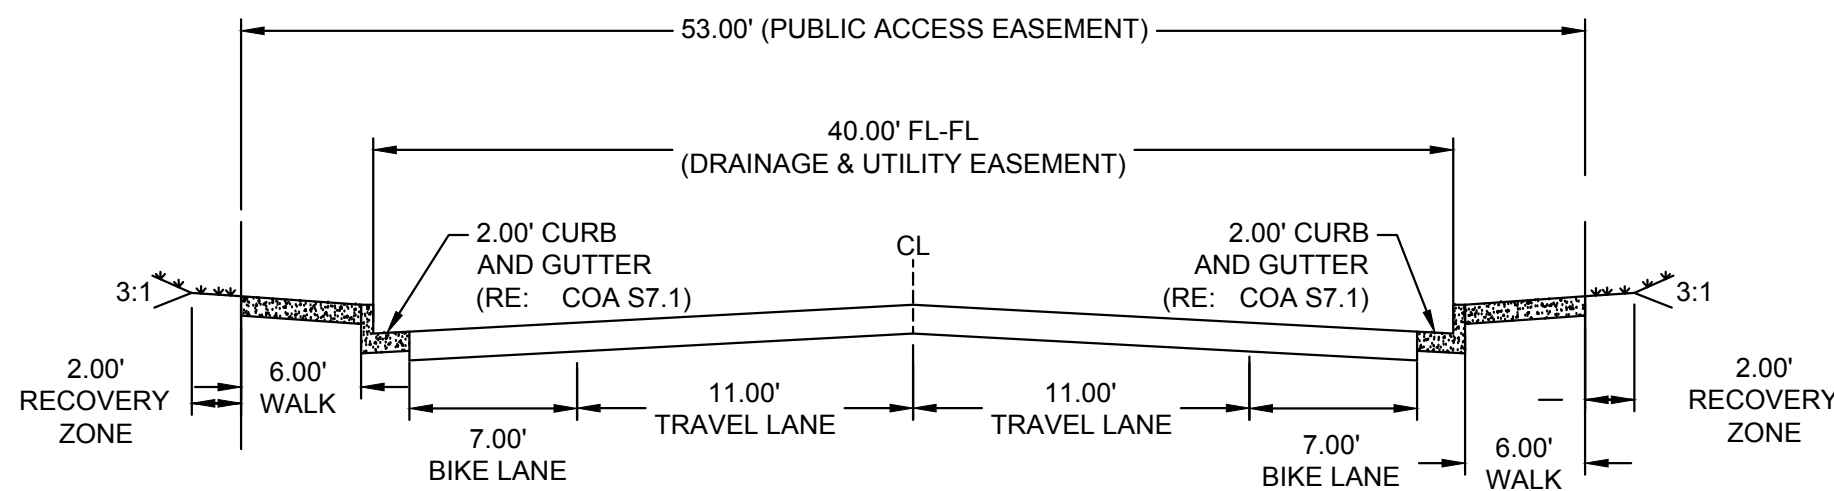 53.00' (PUBLIC ACCESS EASEMENT)
40.00' FL-FL
(DRAINAGE & UTILITY EASEMENT)
2.00' CURB
AND GUTTER
(RE: COA S7.1)
CL
2.00' CURB
AND GUTTER
(RE: COA S7.1)
3:1
3:1
2.00'
RECOVERY
ZONE
6.00'
WALK
7.00'
BIKE LANE
11.00'
TRAVEL LANE
11.00'
TRAVEL LANE
7.00'
BIKE LANE
6.00'
WALK
2.00'
RECOVERY
ZONE